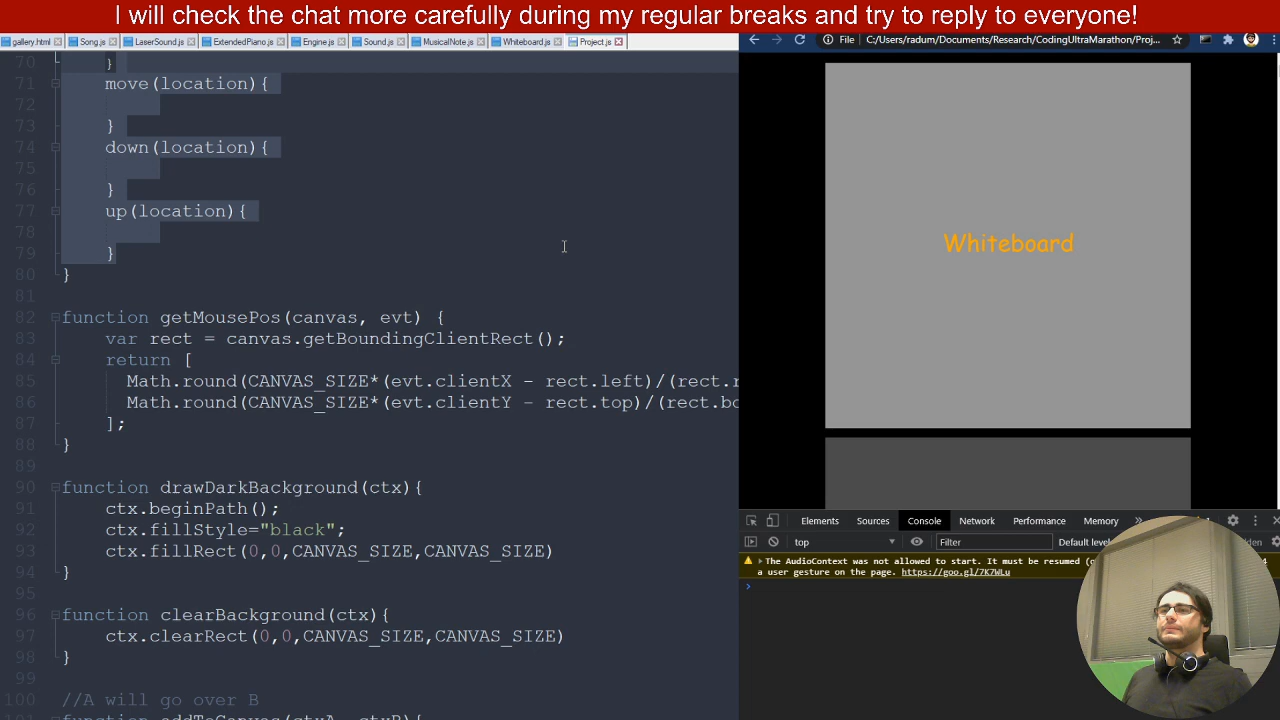 I will check the chat more carefully during my regular breaks and try to reply to everyone!
gallery.html Song.js LaserSound.js ExtendedPiano.js Engine.js Sound.js MusicalNote.js Whiteboard.js Project.js
File C:/Users/radum/Documents/Research/CodingUltraMarathon/Proj...
70 }
71 move(location){
72
73 }
74 down(location){
75
76 }
77 up(location){
78
79 }
80 }
81
82 function getMousePos(canvas, evt) {
83 var rect = canvas.getBoundingClientRect();
84 return [
85 Math.round(CANVAS_SIZE*(evt.clientX - rect.left)/(rect.r
86 Math.round(CANVAS_SIZE*(evt.clientY - rect.top)/(rect.bo
87 ];
88 }
89
90 function drawDarkBackground(ctx){
91 ctx.beginPath();
92 ctx.fillStyle="black";
93 ctx.fillRect(0,0,CANVAS_SIZE,CANVAS_SIZE)
94 }
95
96 function clearBackground(ctx){
97 ctx.clearRect(0,0,CANVAS_SIZE,CANVAS_SIZE)
98 }
99
100 //A will go over B
function addToCanvas(ctxA, ctxB){
Whiteboard
Elements Sources Console Network Performance Memory »
top Filter Default leve
The AudioContext was not allowed to start. It must be resumed (
a user gesture on the page. https://goo.gl/7K7WLu